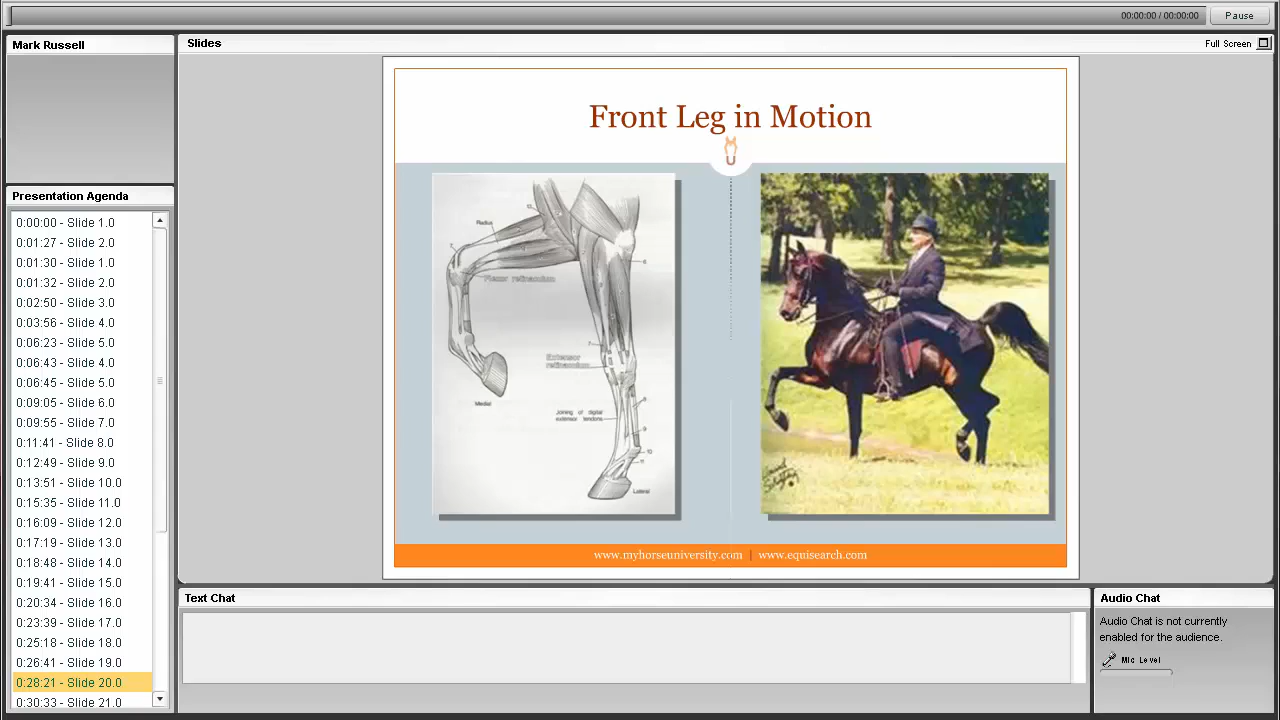 00:00:00 / 00:00:00
Pause
Mark Russell
Slides
Full Screen
Front Leg in Motion
Radius
Flexor retinaculum
Extensor
retinaculum
Medial
Joining of digital
extensor tendons
Lateral
www.myhorseuniversity.com | www.equisearch.com
Presentation Agenda
0:00:00 - Slide 1.0
0:01:27 - Slide 2.0
0:01:30 - Slide 1.0
0:01:32 - Slide 2.0
0:02:50 - Slide 3.0
0:03:56 - Slide 4.0
0:06:23 - Slide 5.0
0:06:43 - Slide 4.0
0:06:45 - Slide 5.0
0:09:05 - Slide 6.0
0:09:55 - Slide 7.0
0:11:41 - Slide 8.0
0:12:49 - Slide 9.0
0:13:51 - Slide 10.0
0:15:35 - Slide 11.0
0:16:09 - Slide 12.0
0:17:19 - Slide 13.0
0:18:48 - Slide 14.0
0:19:41 - Slide 15.0
0:20:34 - Slide 16.0
0:23:39 - Slide 17.0
0:25:18 - Slide 18.0
0:26:41 - Slide 19.0
0:28:21 - Slide 20.0
0:30:33 - Slide 21.0
Text Chat
Audio Chat
Audio Chat is not currently
enabled for the audience.
Mic Level